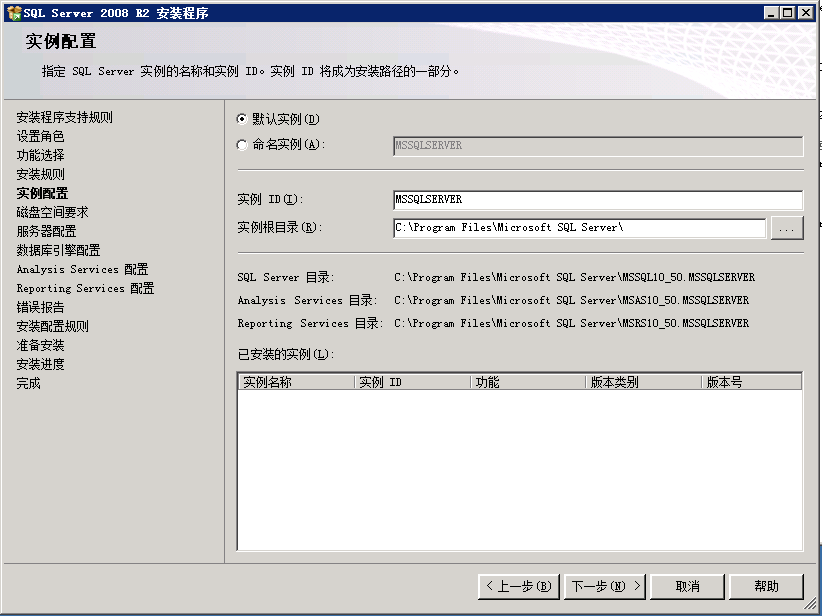 SQL Server 2008 R2 安装程序
实例配置
指定 SQL Server 实例的名称和实例 ID。实例 ID 将成为安装路径的一部分。
安装程序支持规则
设置角色
功能选择
安装规则
实例配置
磁盘空间要求
服务器配置
数据库引擎配置
Analysis Services 配置
Reporting Services 配置
错误报告
安装配置规则
准备安装
安装进度
完成
默认实例(D)
命名实例(A): MSSQLSERVER
实例 ID(I): MSSQLSERVER
实例根目录(R): C:\Program Files\Microsoft SQL Server\ ...
SQL Server 目录: C:\Program Files\Microsoft SQL Server\MSSQL10_50.MSSQLSERVER
Analysis Services 目录: C:\Program Files\Microsoft SQL Server\MSAS10_50.MSSQLSERVER
Reporting Services 目录: C:\Program Files\Microsoft SQL Server\MSRS10_50.MSSQLSERVER
已安装的实例(L):
实例名称 实例 ID 功能 版本类别 版本号
< 上一步(B) 下一步(N) > 取消 帮助